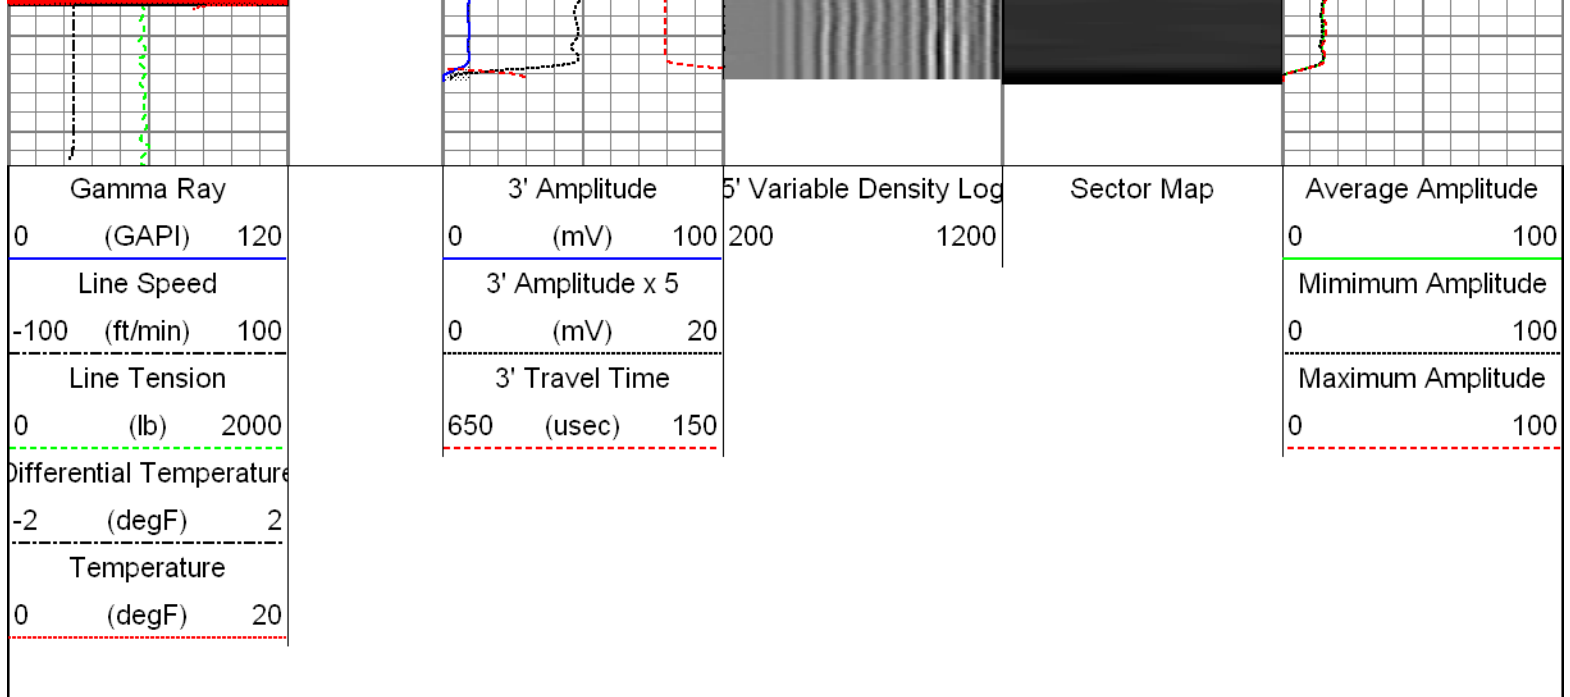 Gamma Ray
0 (GAPI) 120
Line Speed
-100 (ft/min) 100
Line Tension
0 (lb) 2000
Differential Temperature
-2 (degF) 2
Temperature
0 (degF) 20
3' Amplitude
0 (mV) 100
3' Amplitude x 5
0 (mV) 20
3' Travel Time
650 (usec) 150
5' Variable Density Log
200 1200
Sector Map
Average Amplitude
0 100
Mimimum Amplitude
0 100
Maximum Amplitude
0 100